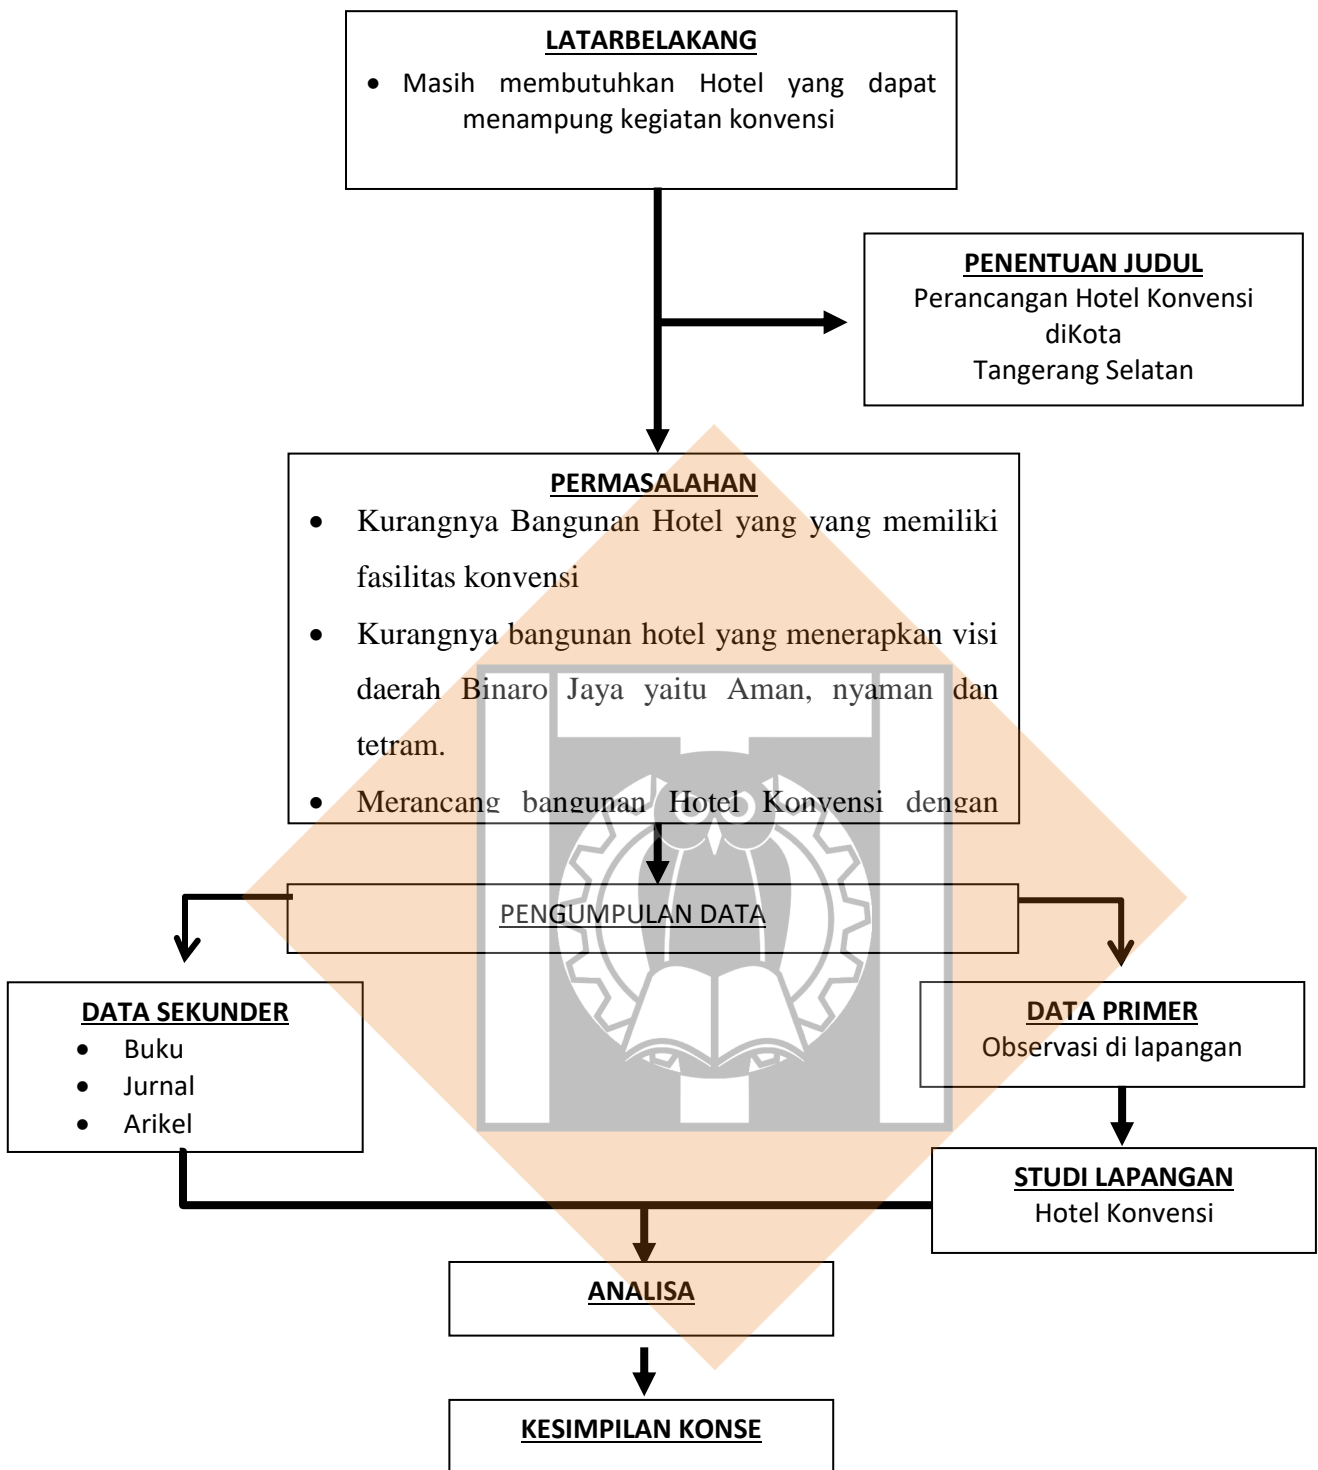 LATARBELAKANG
• Masih membutuhkan Hotel yang dapat
menampung kegiatan konvensi
PENENTUAN JUDUL
Perancangan Hotel Konvensi
diKota
Tangerang Selatan
PERMASALAHAN
• Kurangnya Bangunan Hotel yang yang memiliki
fasilitas konvensi
• Kurangnya bangunan hotel yang menerapkan visi
daerah Binaro Jaya yaitu Aman, nyaman dan
tetram.
• Merancang bangunan Hotel Konvensi dengan
PENGUMPULAN DATA
DATA SEKUNDER
• Buku
• Jurnal
• Arikel
DATA PRIMER
Observasi di lapangan
STUDI LAPANGAN
Hotel Konvensi
ANALISA
KESIMPILAN KONSE